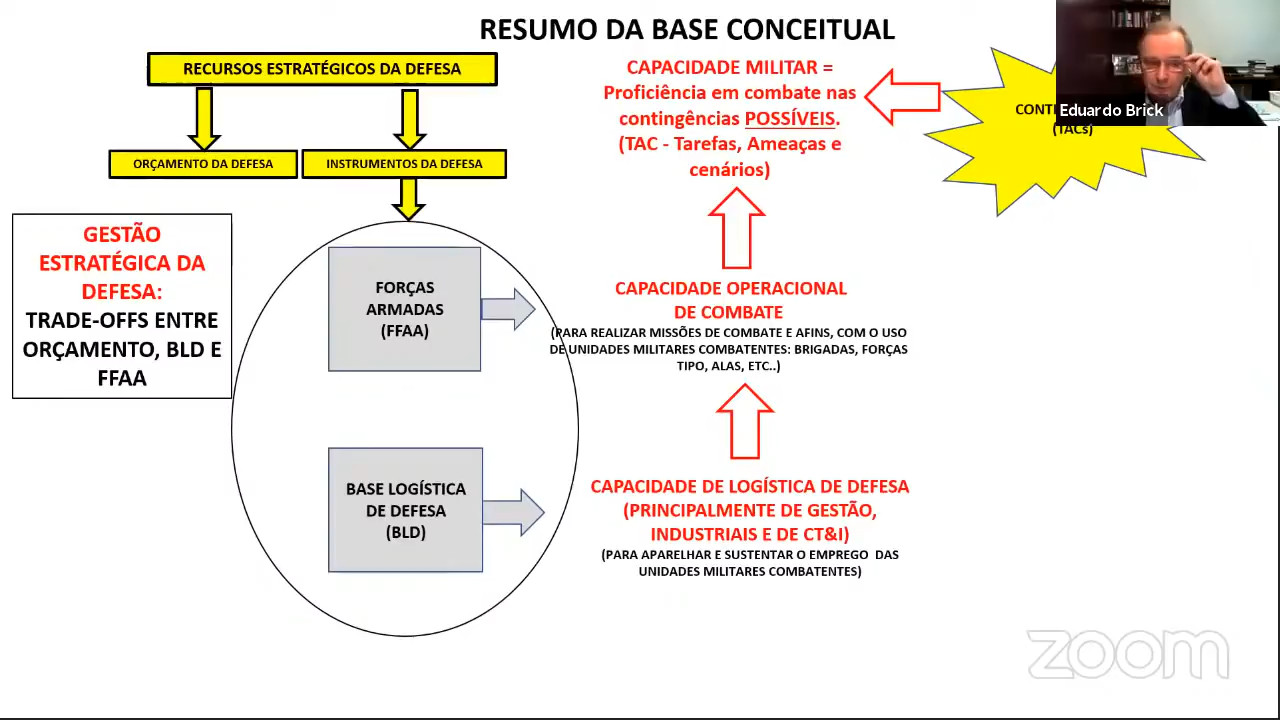 RESUMO DA BASE CONCEITUAL
RECURSOS ESTRATÉGICOS DA DEFESA
ORÇAMENTO DA DEFESA
INSTRUMENTOS DA DEFESA
GESTÃO
ESTRATÉGICA DA
DEFESA:
TRADE-OFFS ENTRE
ORÇAMENTO, BLD E
FFAA
FORÇAS
ARMADAS
(FFAA)
BASE LOGÍSTICA
DE DEFESA
(BLD)
CAPACIDADE MILITAR =
Proficiência em combate nas
contingências POSSÍVEIS.
(TAC - Tarefas, Ameaças e
cenários)
CAPACIDADE OPERACIONAL
DE COMBATE
(PARA REALIZAR MISSÕES DE COMBATE E AFINS, COM O USO
DE UNIDADES MILITARES COMBATENTES: BRIGADAS, FORÇAS
TIPO, ALAS, ETC..)
CAPACIDADE DE LOGÍSTICA DE DEFESA
(PRINCIPALMENTE DE GESTÃO,
INDUSTRIAIS E DE CT&I)
(PARA APARELHAR E SUSTENTAR O EMPREGO DAS
UNIDADES MILITARES COMBATENTES)
(TACs)
Eduardo Brick
zoom